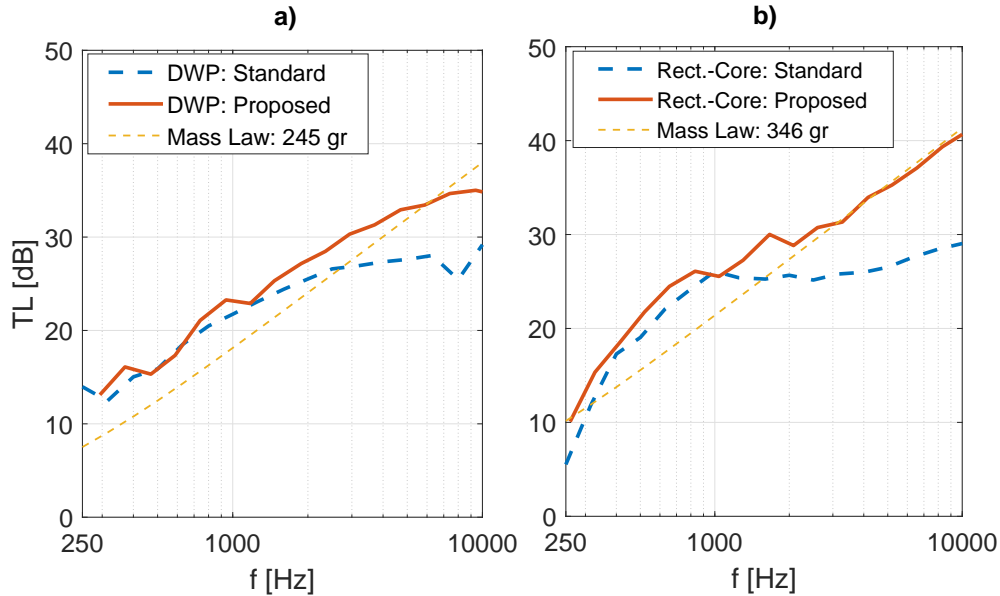 a)
50
40
30
20
10
0
TL [dB]
DWP: Standard
DWP: Proposed
Mass Law: 245 gr
250
1000
10000
f [Hz]
b)
50
40
30
20
10
0
Rect.-Core: Standard
Rect.-Core: Proposed
Mass Law: 346 gr
250
1000
10000
f [Hz]